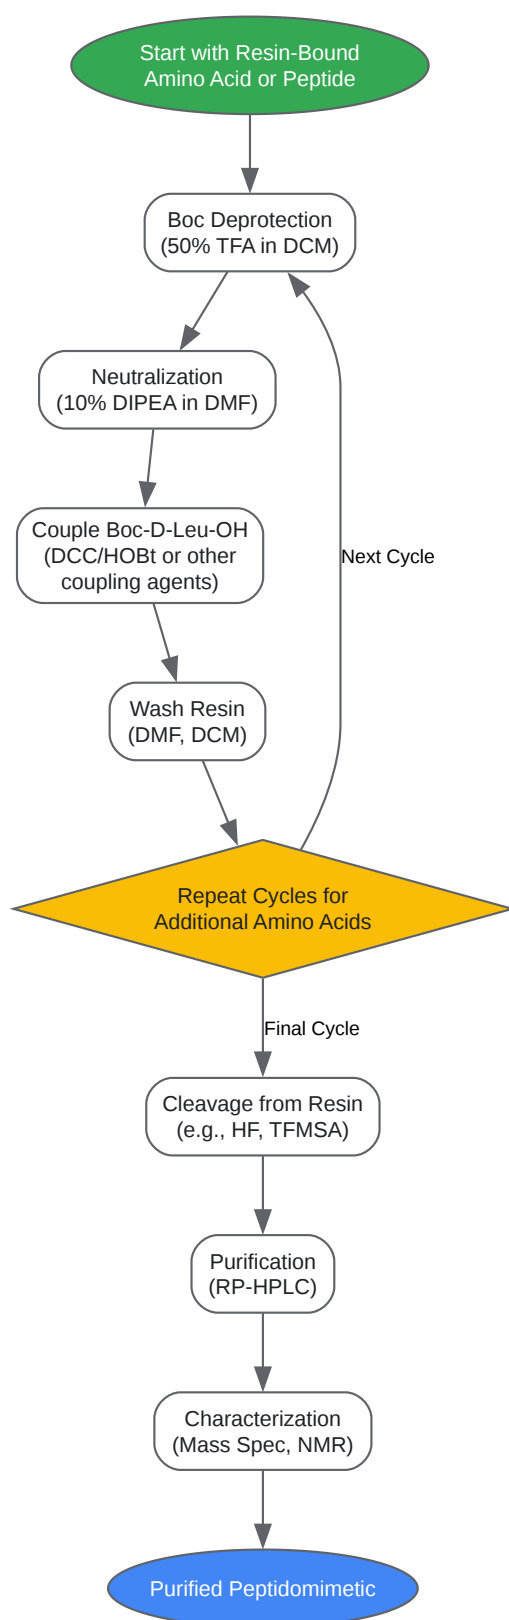 Start with Resin-Bound
Amino Acid or Peptide
Boc Deprotection
(50% TFA in DCM)
Neutralization
(10% DIPEA in DMF)
Couple Boc-D-Leu-OH
(DCC/HOBt or other
coupling agents)
Next Cycle
Wash Resin
(DMF, DCM)
Repeat Cycles for
Additional Amino Acids
Final Cycle
Cleavage from Resin
(e.g., HF, TFMSA)
Purification
(RP-HPLC)
Characterization
(Mass Spec, NMR)
Purified Peptidomimetic